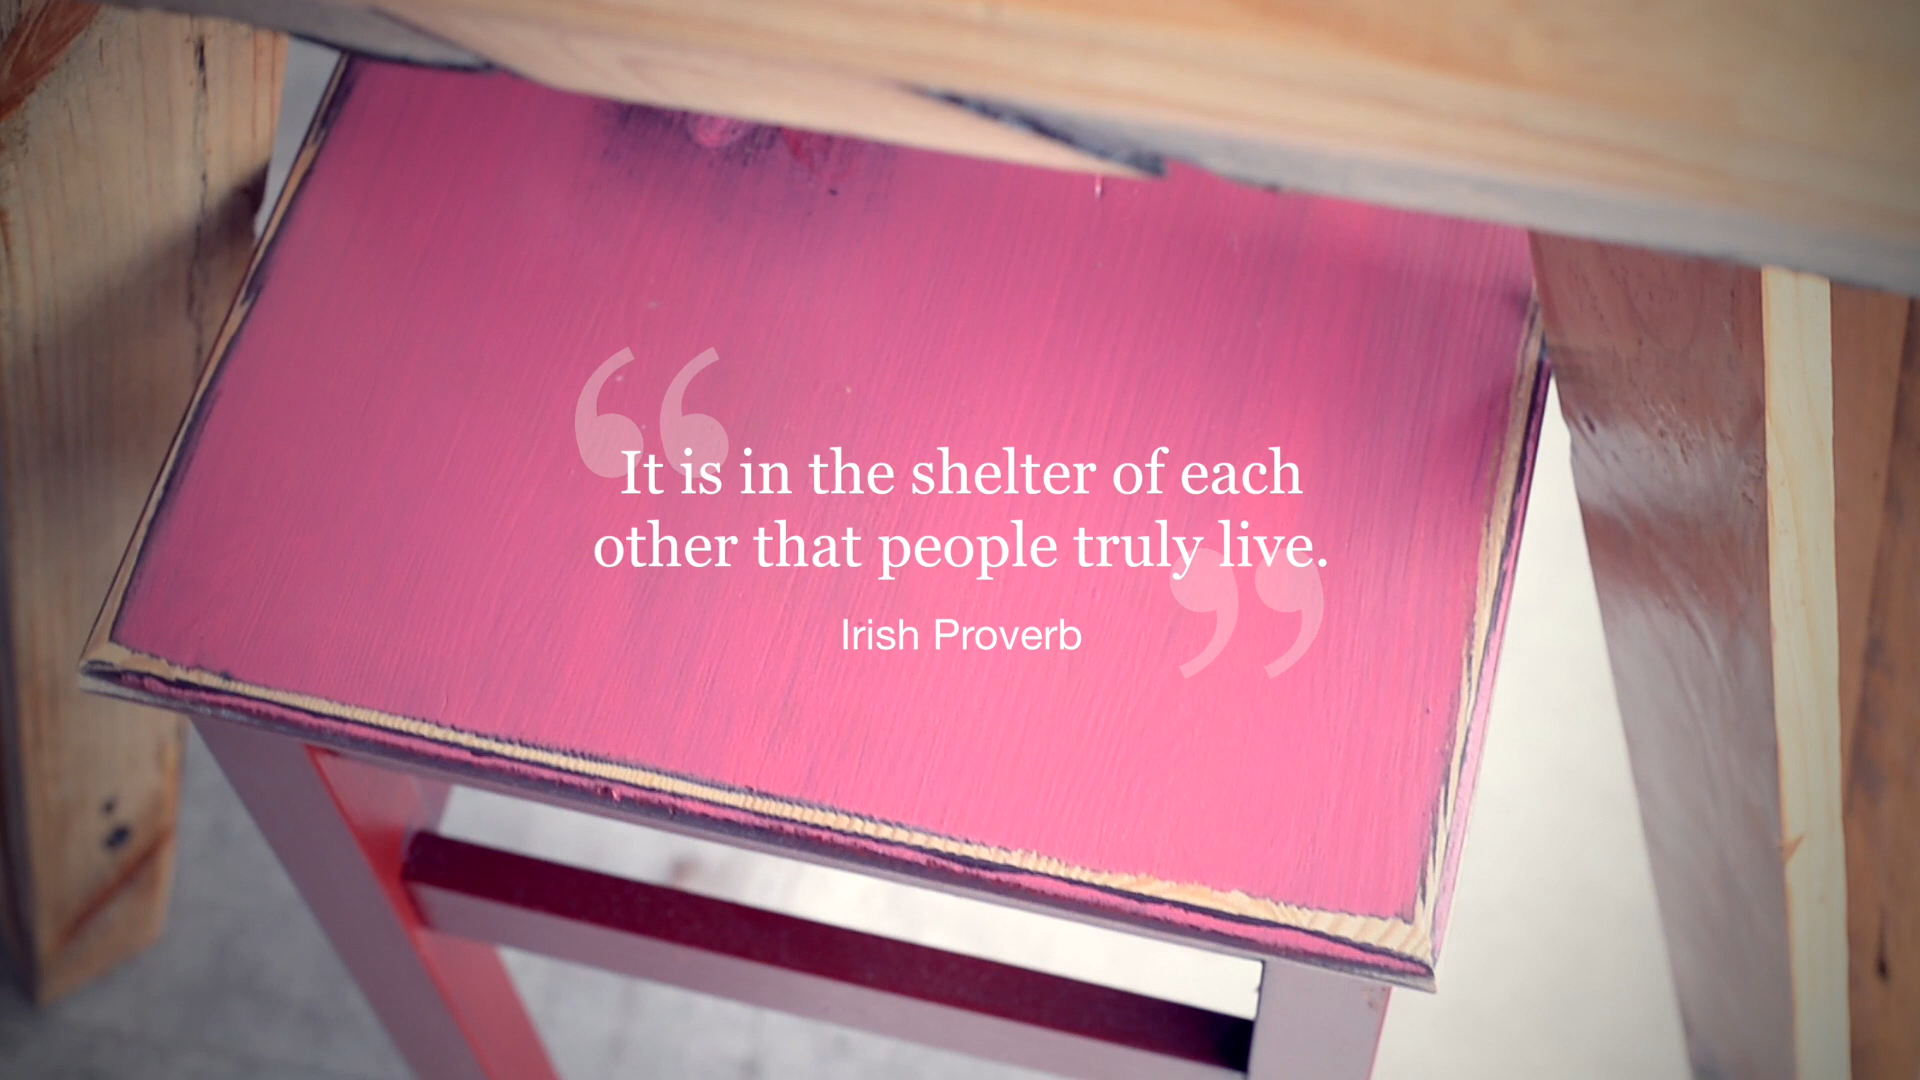 It is in the shelter of each
other that people truly live.
Irish Proverb